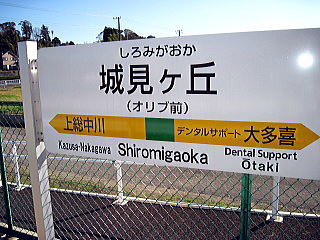 しろみがおか
城見ヶ丘
(オリブ前)
上総中川
デンタルサポート 大多喜
Kazusa-Nakagawa
Shiromigaoka
Dental Support
Ōtaki